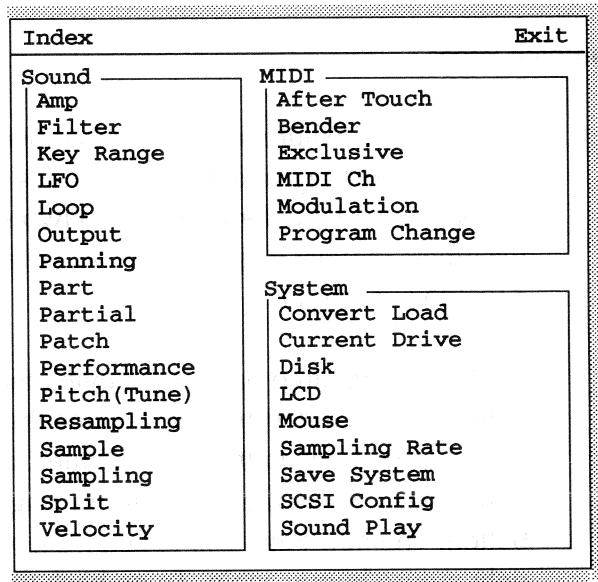 Index Exit
Sound
Amp
Filter
Key Range
LFO
Loop
Output
Panning
Part
Partial
Patch
Performance
Pitch(Tune)
Resampling
Sample
Sampling
Split
Velocity
MIDI
After Touch
Bender
Exclusive
MIDI Ch
Modulation
Program Change
System
Convert Load
Current Drive
Disk
LCD
Mouse
Sampling Rate
Save System
SCSI Config
Sound Play